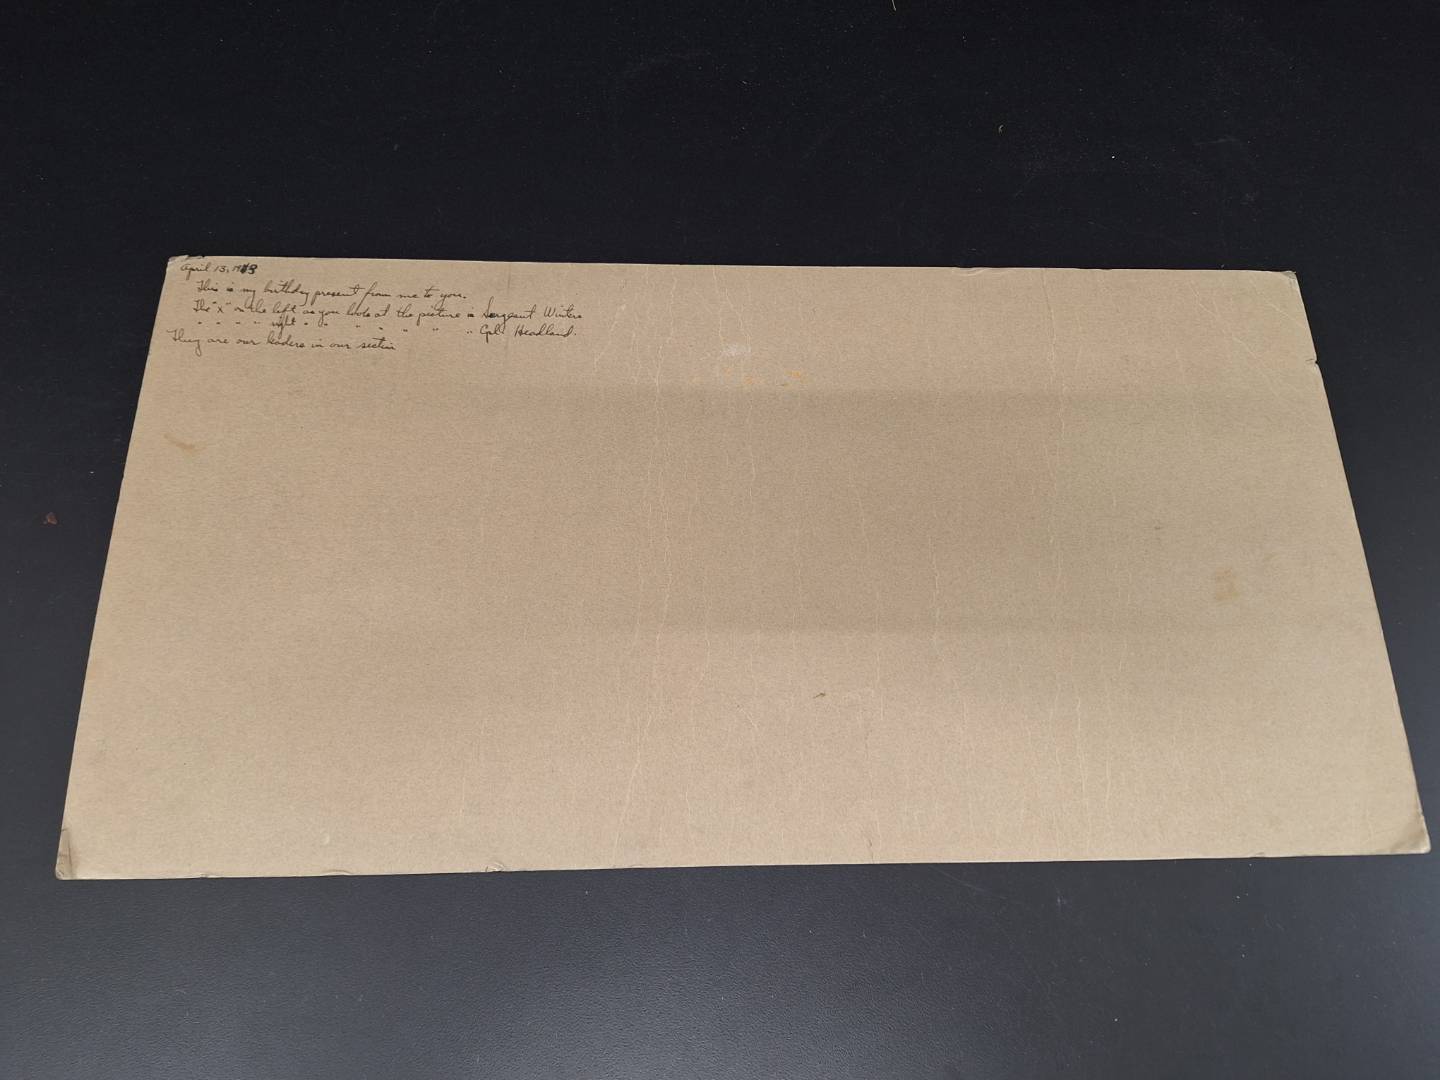 April 13, 1943
This is my birthday present from me to you.
The "X" on the left as you look at the picture is Sergeant Winters
" " " " right " " " " " " " " Cpl. Headland.
They are our leaders in our section